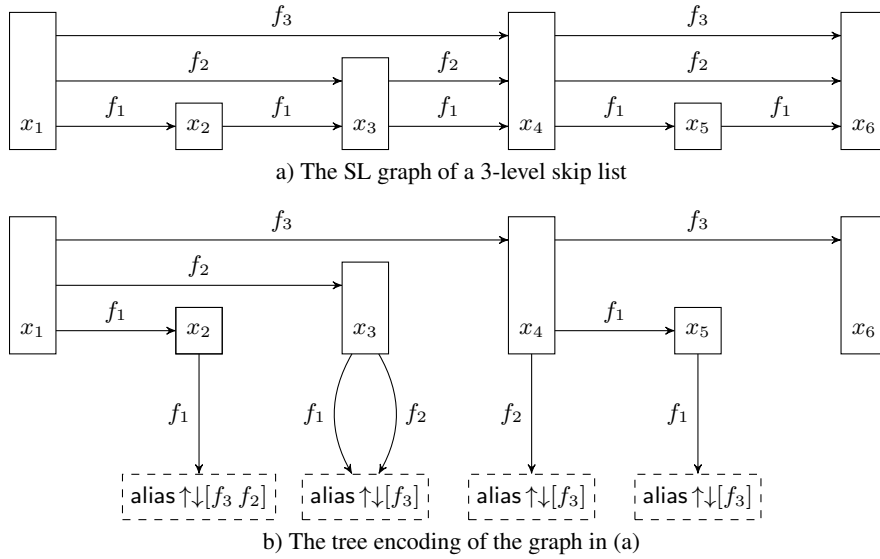 f₃ f₃
f₂ f₂ f₂
f₁ f₁ f₁ f₁ f₁
x₁ x₂ x₃ x₄ x₅ x₆
a) The SL graph of a 3-level skip list
f₃ f₃
f₂
f₁ f₁
x₁ x₂ x₃ x₄ x₅ x₆
f₁ f₁ f₂ f₂ f₁
alias ↑↓[f₃ f₂] alias ↑↓[f₃] alias ↑↓[f₃] alias ↑↓[f₃]
b) The tree encoding of the graph in (a)